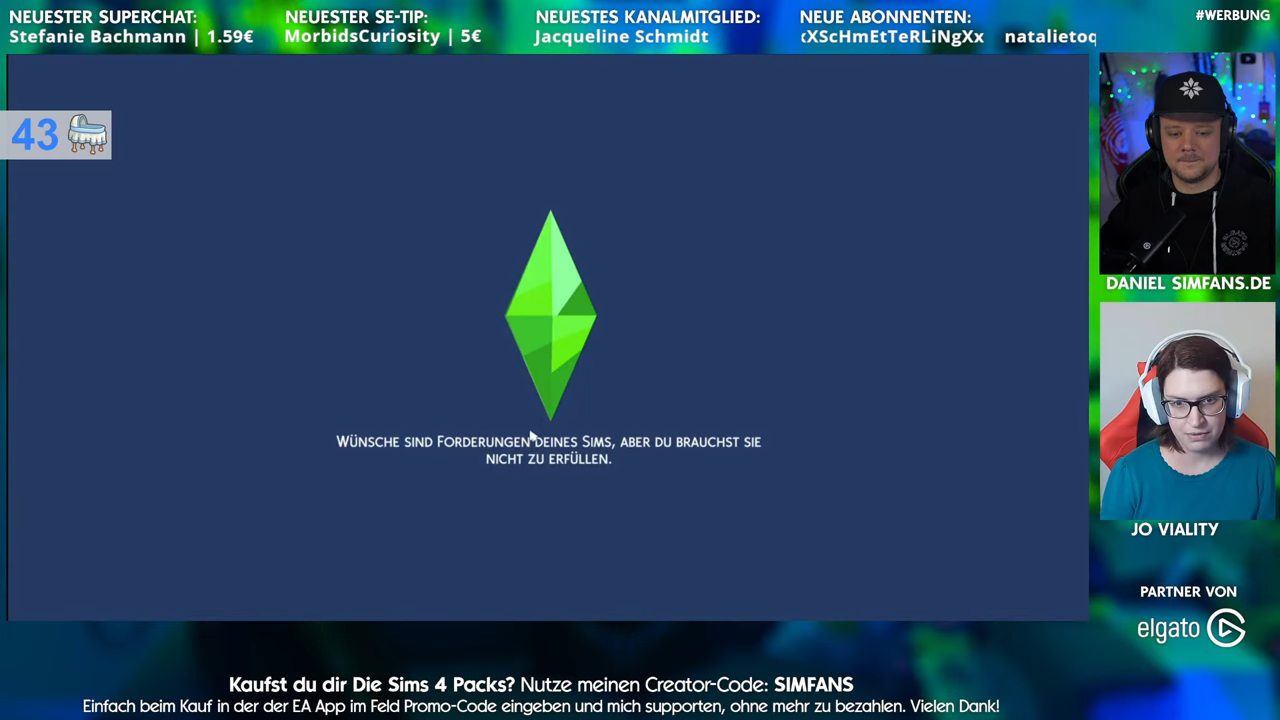 NEUESTER SUPERCHAT:
Stefanie Bachmann | 1.59€
NEUESTER SE-TIP:
MorbidsCuriosity | 5€
NEUESTES KANALMITGLIED:
Jacqueline Schmidt
NEUE ABONNENTEN:
xXScHmEtTeRLiNgXx natalietoq
#WERBUNG
43
WÜNSCHE SIND FORDERUNGEN DEINES SIMS, ABER DU BRAUCHST SIE
NICHT ZU ERFÜLLEN.
DANIEL SIMFANS.DE
JO VIALITY
PARTNER VON
elgato
Kaufst du dir Die Sims 4 Packs? Nutze meinen Creator-Code: SIMFANS
Einfach beim Kauf in der der EA App im Feld Promo-Code eingeben und mich supporten, ohne mehr zu bezahlen. Vielen Dank!